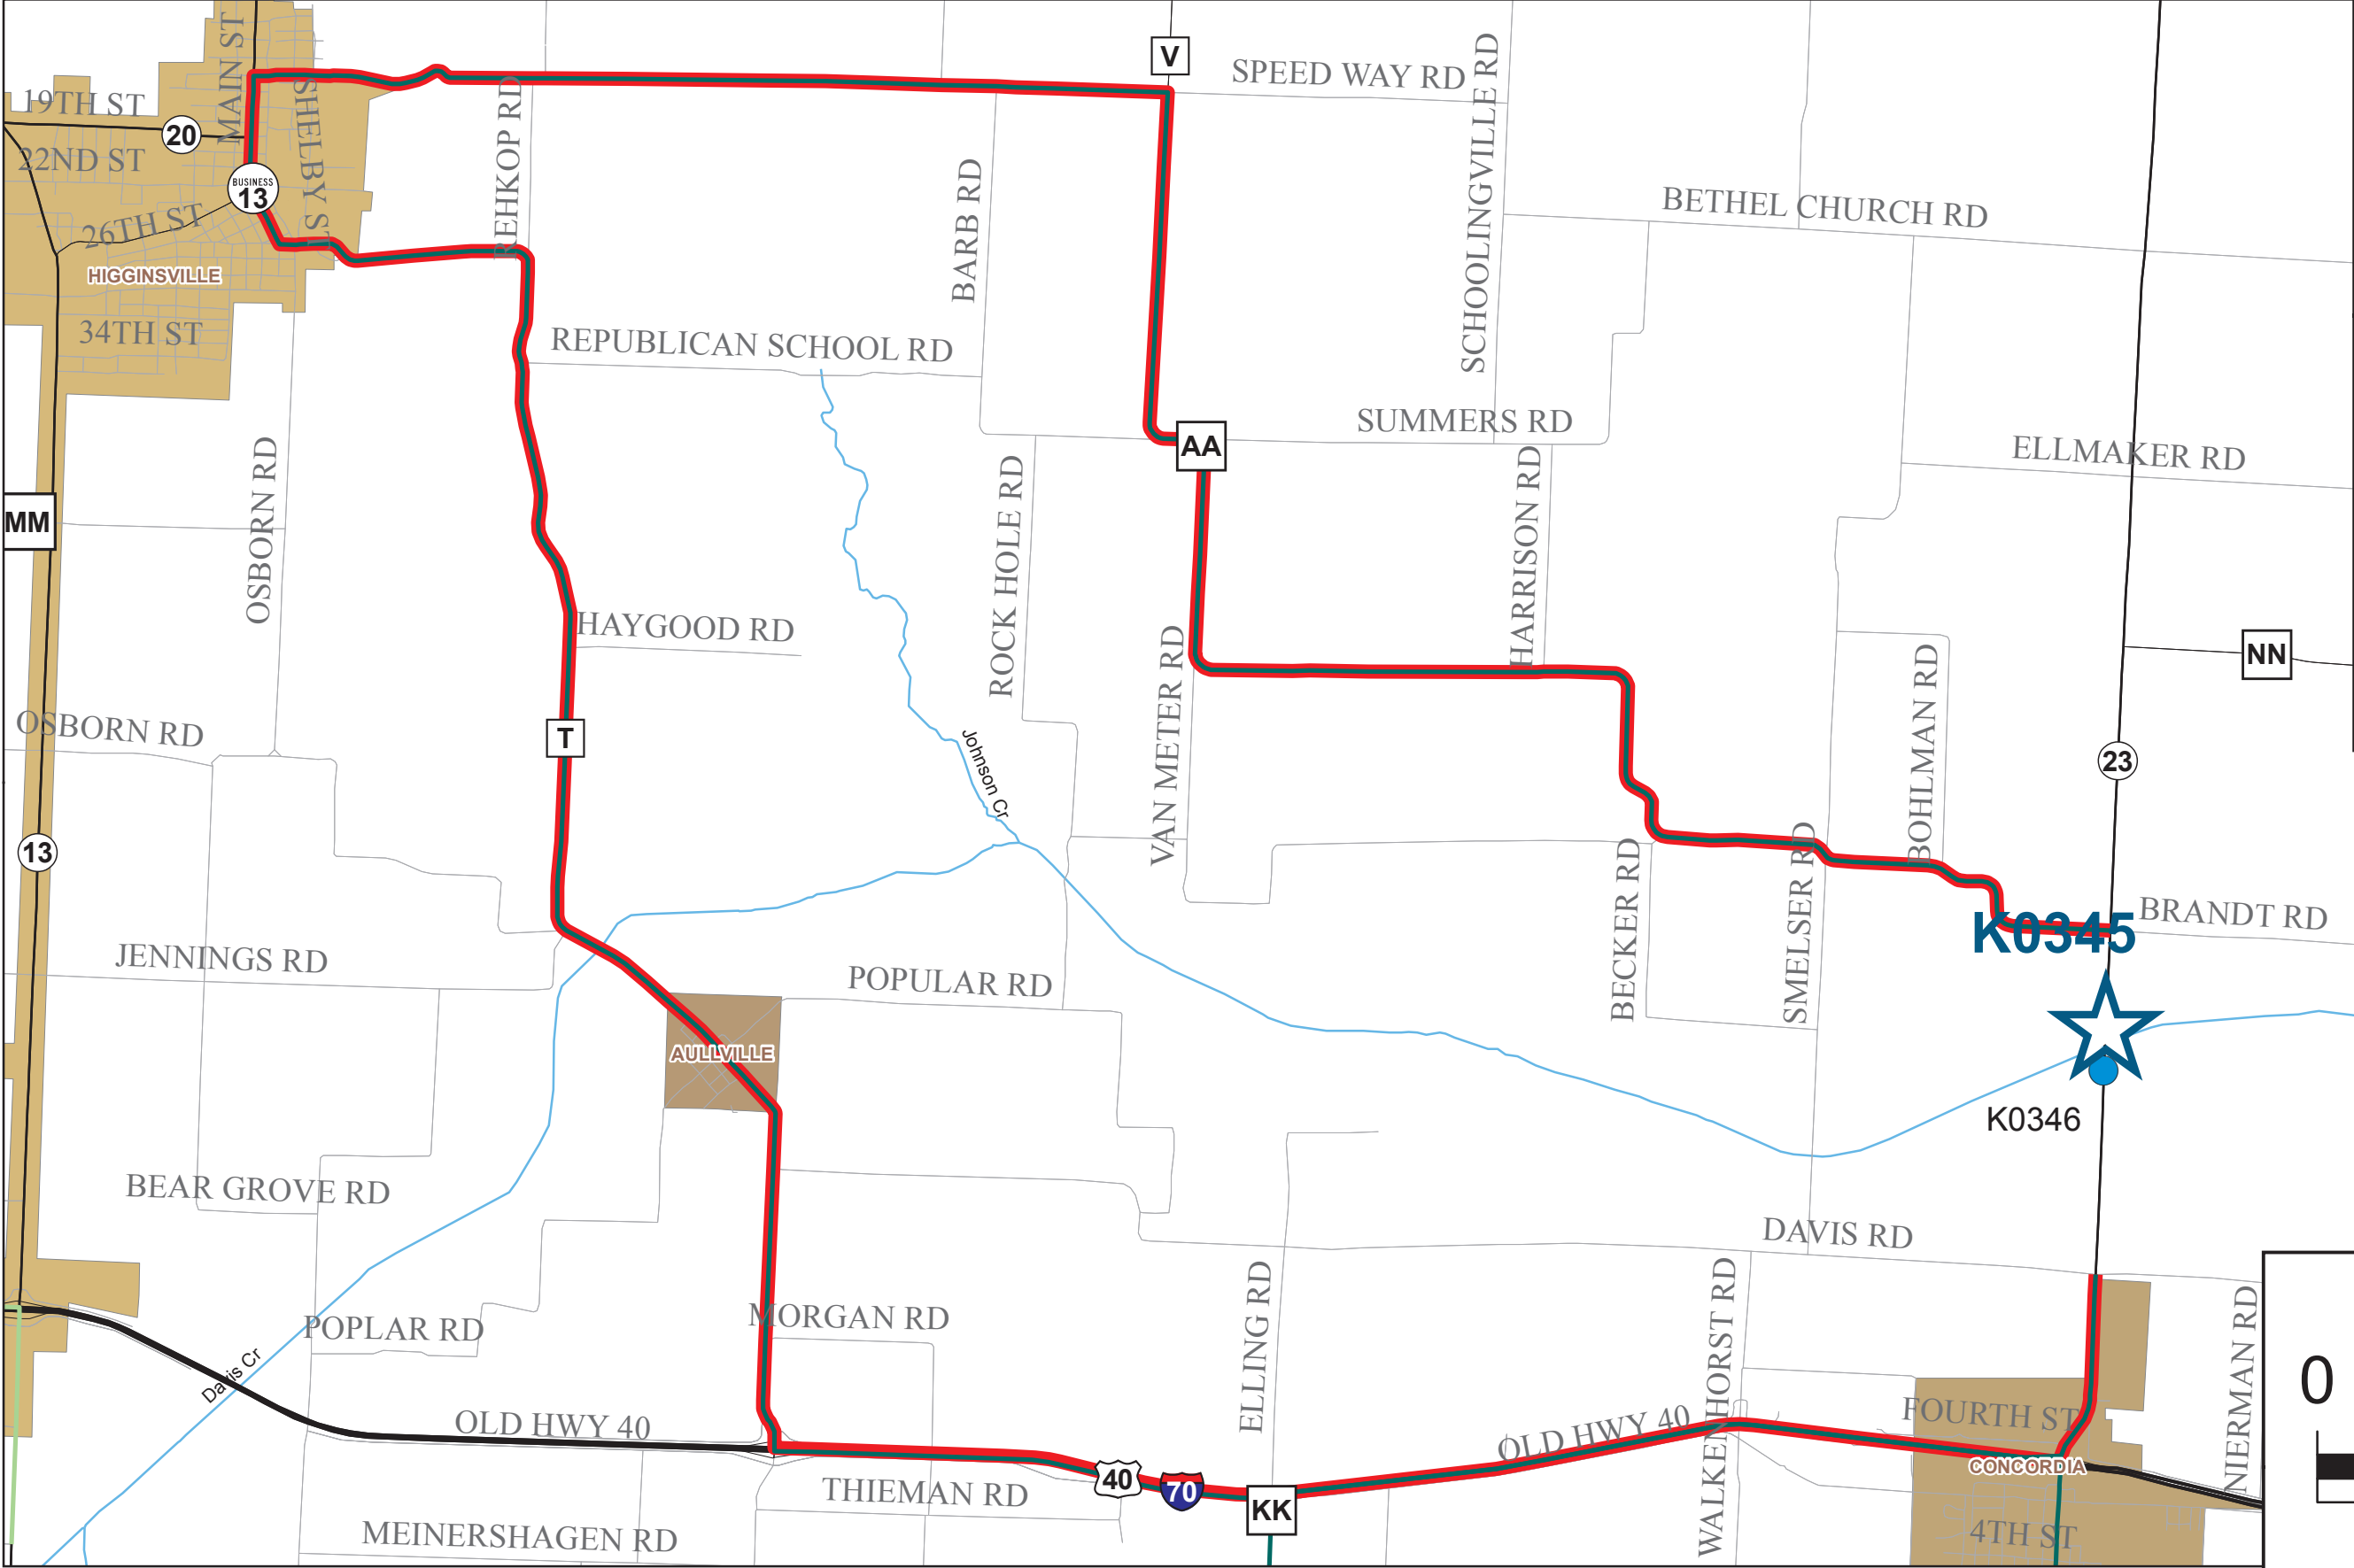 MAIN ST
V
SPEED WAY RD
SCHOOLINGVILLE RD
19TH ST
20
22ND ST
SHELBY ST
REHKOP RD
BUSINESS
13
26TH ST
BARB RD
BETHEL CHURCH RD
HIGGINSVILLE
34TH ST
REPUBLICAN SCHOOL RD
SUMMERS RD
AA
ELLMAKER RD
MM
OSBORN RD
ROCK HOLE RD
HARRISON RD
HAYGOOD RD
NN
OSBORN RD
T
Johnson Cr
VAN METER RD
BOHLMAN RD
23
13
BECKER RD
SMELSER RD
K0345
BRANDT RD
JENNINGS RD
POPULAR RD
AULLVILLE
K0346
BEAR GROVE RD
DAVIS RD
POPLAR RD
MORGAN RD
ELLING RD
WALKENHORST RD
NIERMAN RD
Davis Cr
0
OLD HWY 40
OLD HWY 40
FOURTH ST
CONCORDIA
40
70
KK
THIEMAN RD
MEINERSHAGEN RD
4TH ST